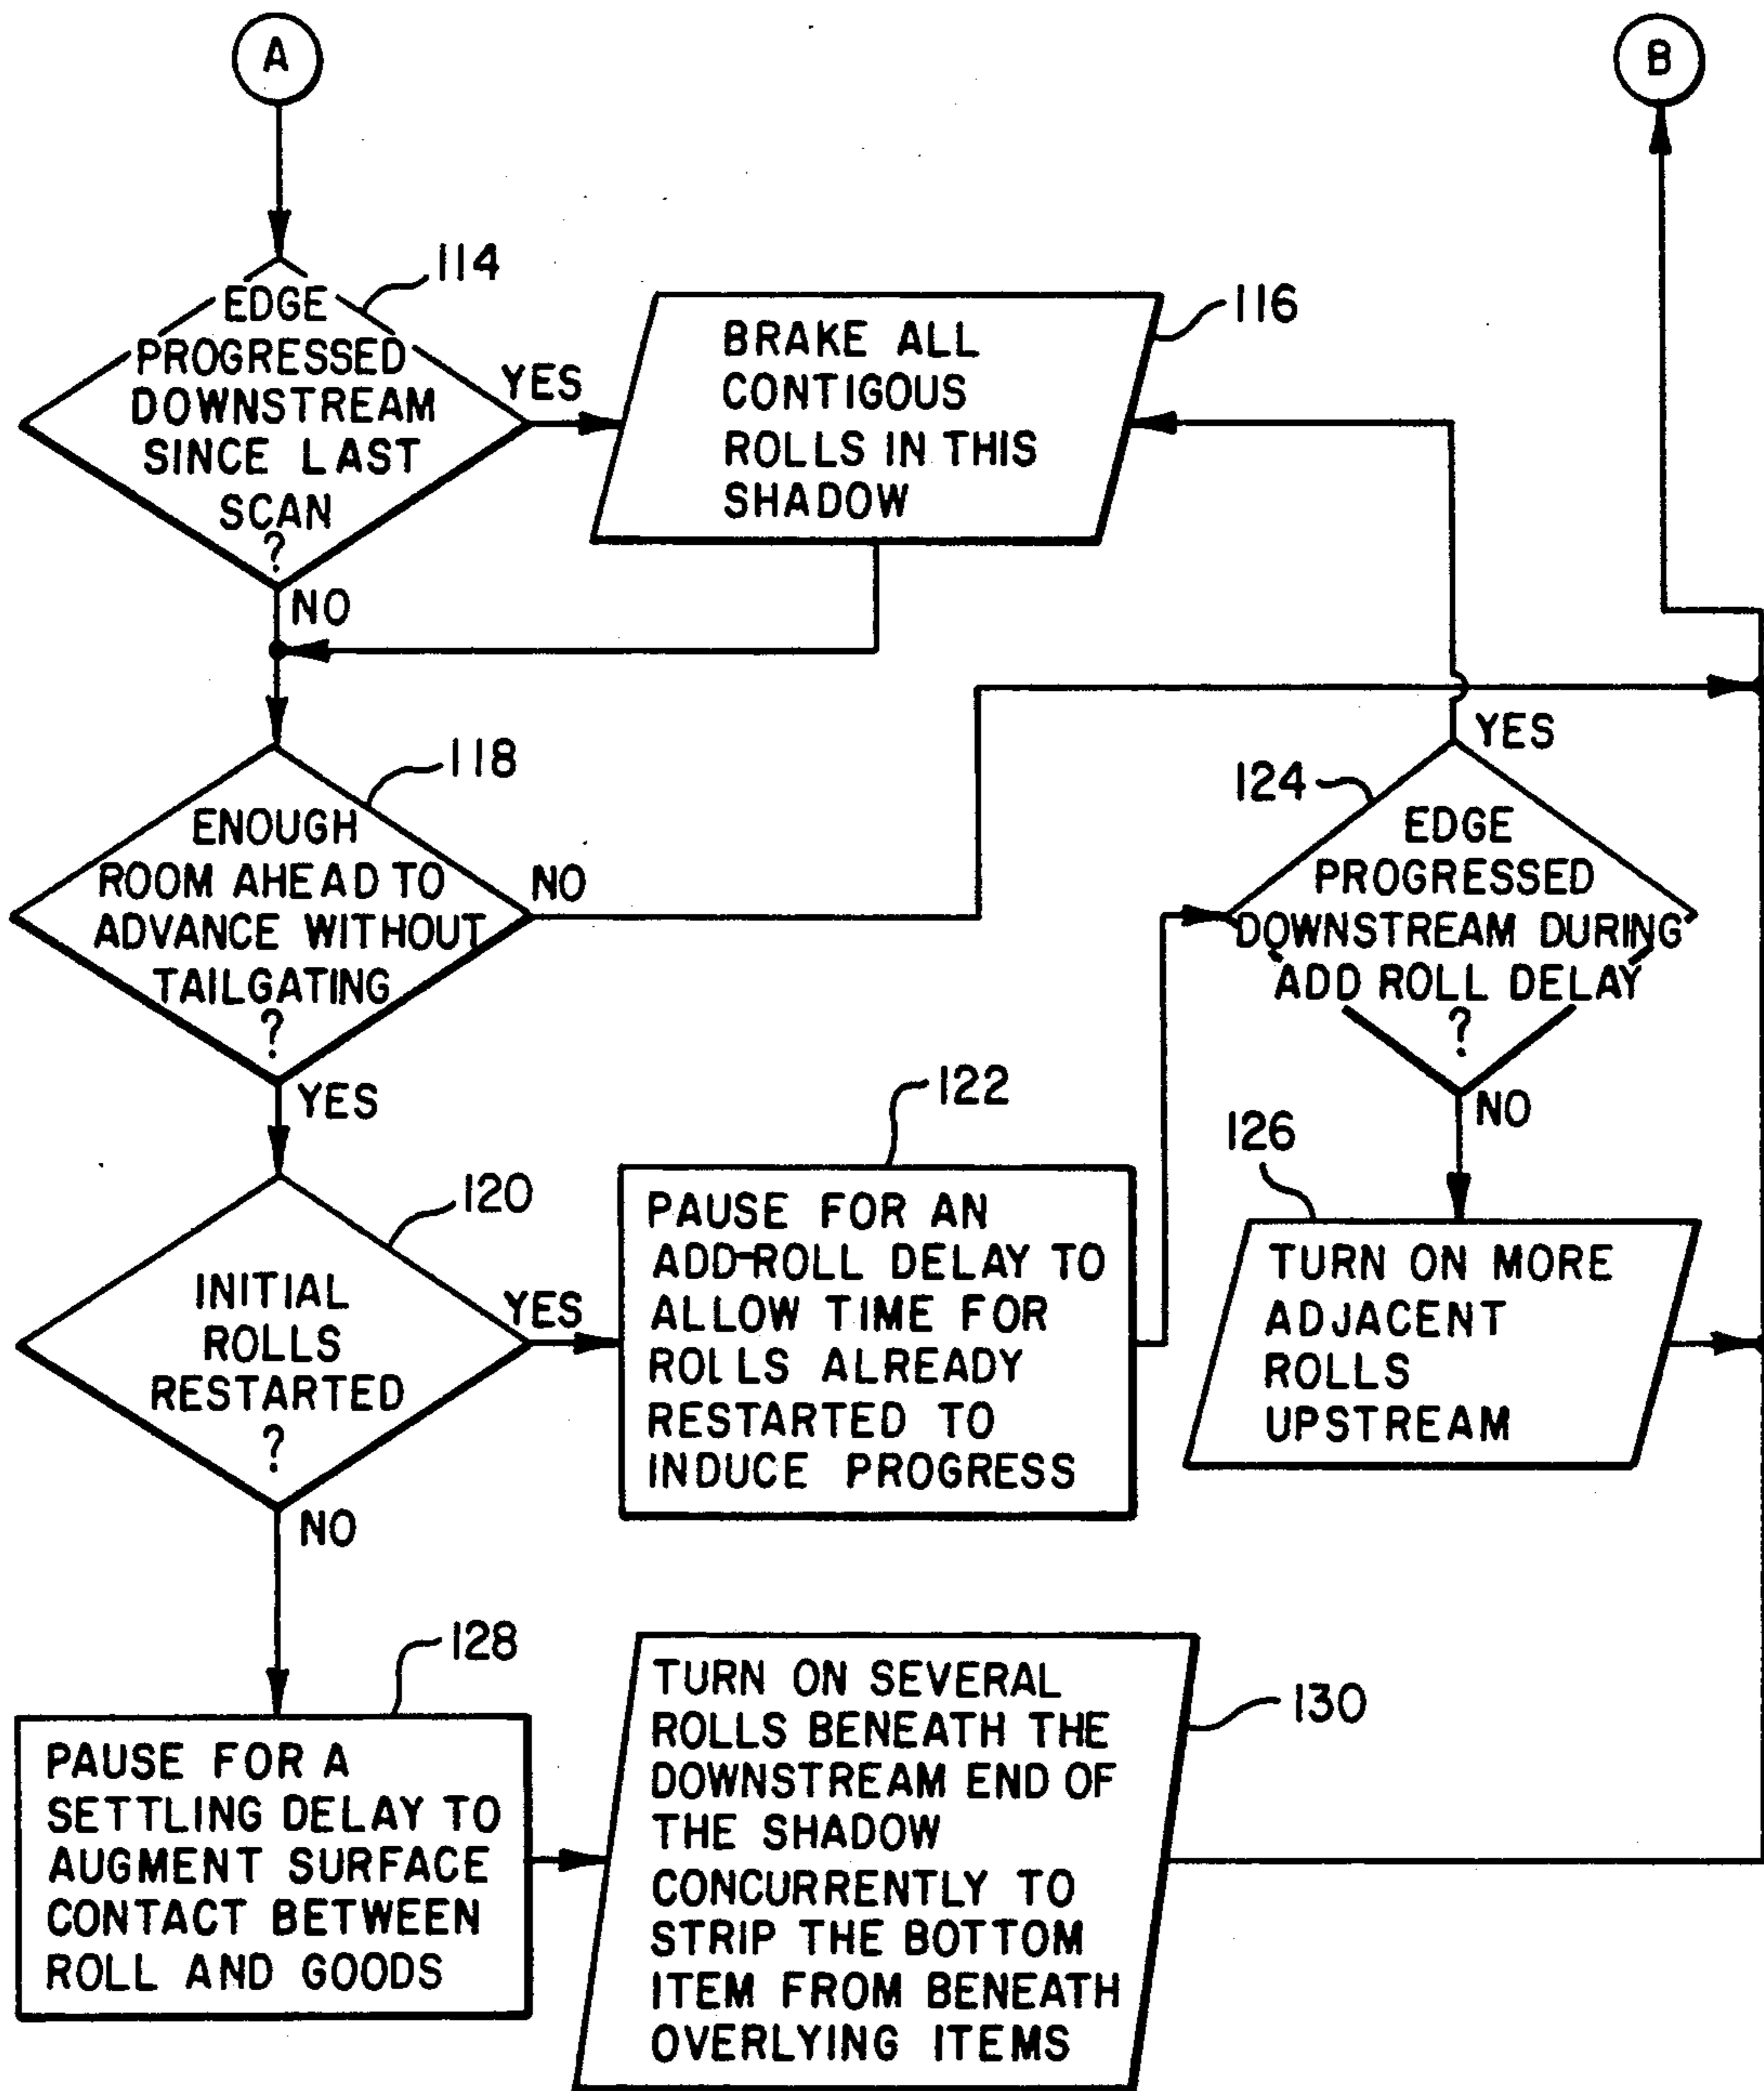 A
B
114
EDGE
PROGRESSED
DOWNSTREAM
SINCE LAST
SCAN
?
YES
NO
116
BRAKE ALL
CONTIGOUS
ROLLS IN THIS
SHADOW
118
ENOUGH
ROOM AHEAD TO
ADVANCE WITHOUT
TAILGATING
?
NO
YES
124
YES
EDGE
PROGRESSED
DOWNSTREAM DURING
ADD ROLL DELAY
?
NO
120
INITIAL
ROLLS
RESTARTED
?
YES
NO
122
PAUSE FOR AN
ADD-ROLL DELAY TO
ALLOW TIME FOR
ROLLS ALREADY
RESTARTED TO
INDUCE PROGRESS
126
TURN ON MORE
ADJACENT
ROLLS
UPSTREAM
128
PAUSE FOR A
SETTLING DELAY TO
AUGMENT SURFACE
CONTACT BETWEEN
ROLL AND GOODS
130
TURN ON SEVERAL
ROLLS BENEATH THE
DOWNSTREAM END OF
THE SHADOW
CONCURRENTLY TO
STRIP THE BOTTOM
ITEM FROM BENEATH
OVERLYING ITEMS